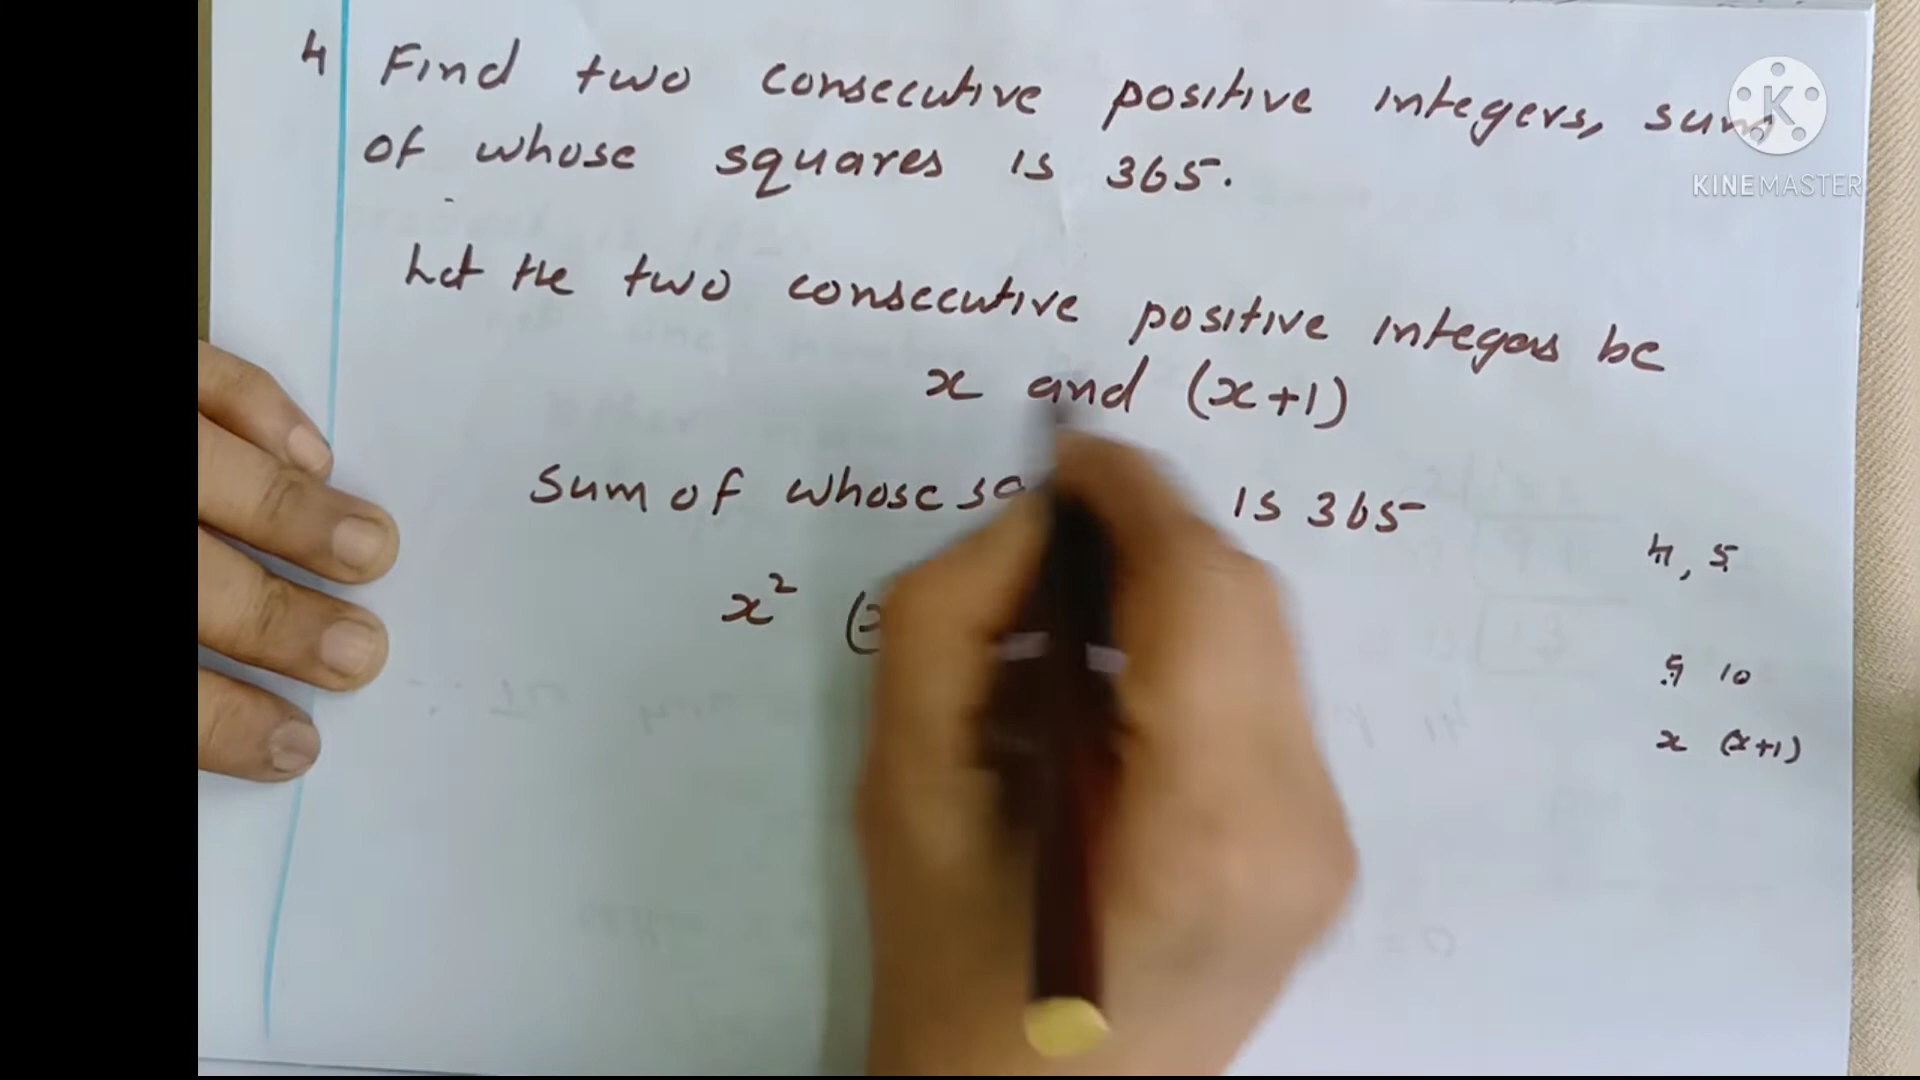 4 Find two consecutive positive integers, sum
of whose squares is 365.
KINEMASTER
Let the two consecutive positive integers be
x and (x+1)
Sum of whose is 365
x² (x
4, 5
9 10
x (x+1)